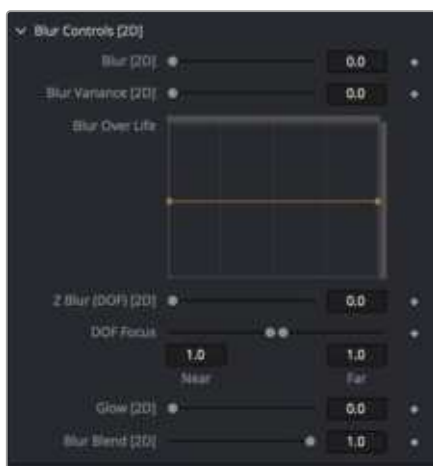 Blur Controls [2D]
Blur [2D] 0.0
Blur Variance [2D] 0.0
Blur Over Life
Z Blur (DOF) [2D] 0.0
DOF Focus
1.0 1.0
Near Far
Glow [2D] 0.0
Blur Blend [2D] 1.0